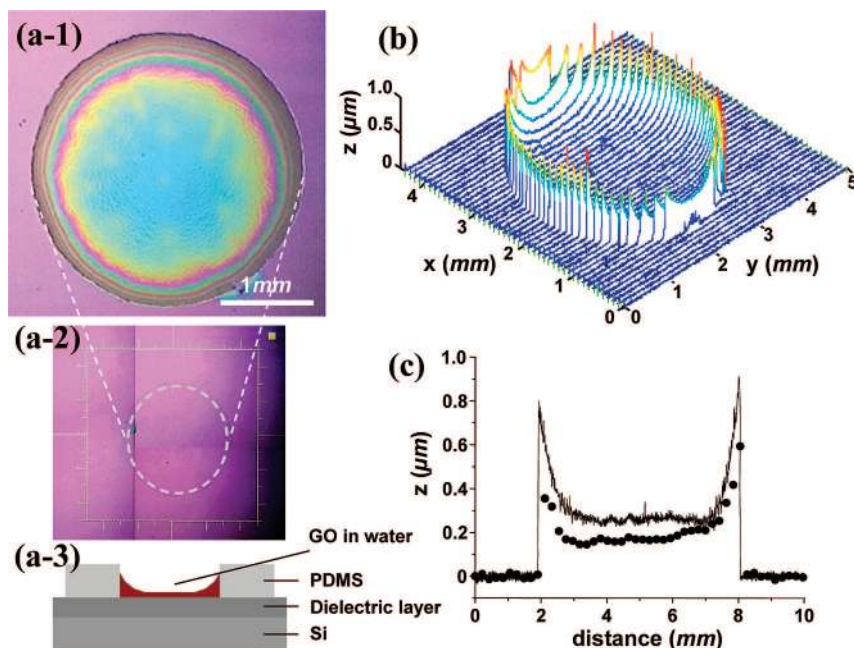 (a-1)
1mm
(a-2)
(a-3)
GO in water
PDMS
Dielectric layer
Si
(b)
z (μm)
1.0
0.5
0
4
3
2
1
0
x (mm)
0
1
2
3
4
5
y (mm)
(c)
z (μm)
1.0
0.8
0.6
0.4
0.2
0
0
2
4
6
8
10
distance (mm)